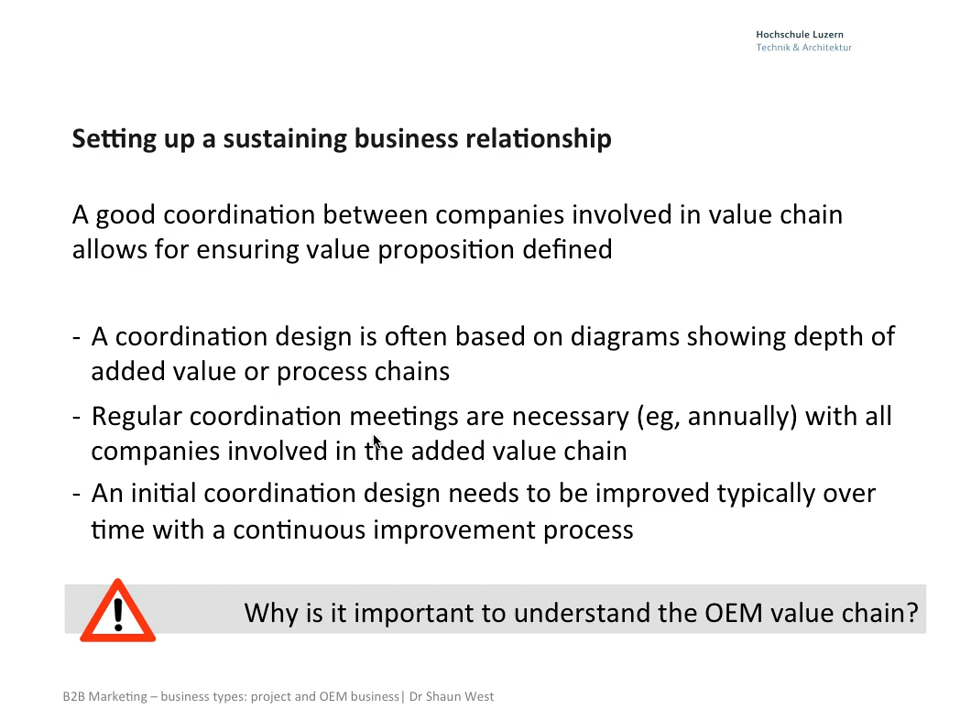 Hochschule Luzern
Technik & Architektur
Setting up a sustaining business relationship
A good coordination between companies involved in value chain
allows for ensuring value proposition defined
- A coordination design is often based on diagrams showing depth of
added value or process chains
- Regular coordination meetings are necessary (eg, annually) with all
companies involved in the added value chain
- An initial coordination design needs to be improved typically over
time with a continuous improvement process
Why is it important to understand the OEM value chain?
B2B Marketing – business types: project and OEM business| Dr Shaun West